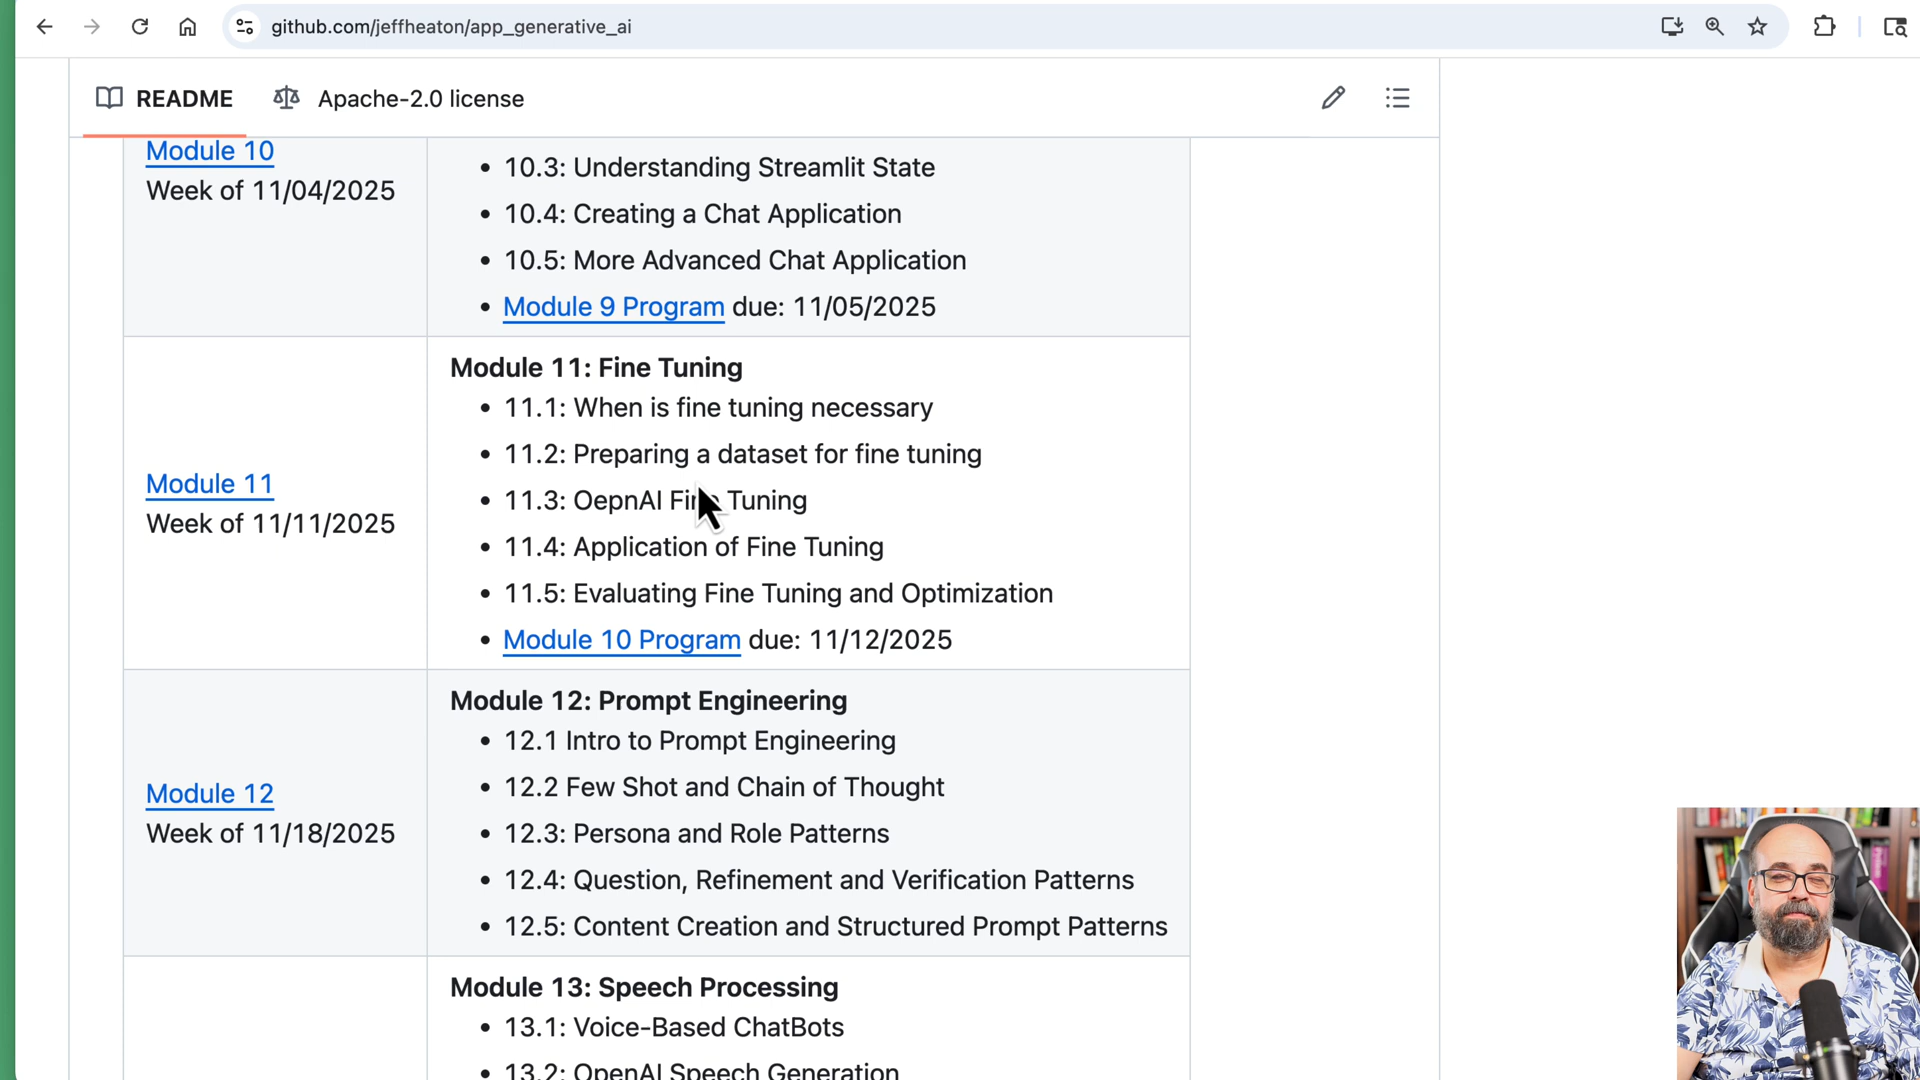 github.com/jeffheaton/app_generative_ai
README
Apache-2.0 license
Module 10
Week of 11/04/2025
10.3: Understanding Streamlit State
10.4: Creating a Chat Application
10.5: More Advanced Chat Application
Module 9 Program due: 11/05/2025
Module 11
Week of 11/11/2025
Module 11: Fine Tuning
11.1: When is fine tuning necessary
11.2: Preparing a dataset for fine tuning
11.3: OepnAI Fine Tuning
11.4: Application of Fine Tuning
11.5: Evaluating Fine Tuning and Optimization
Module 10 Program due: 11/12/2025
Module 12
Week of 11/18/2025
Module 12: Prompt Engineering
12.1 Intro to Prompt Engineering
12.2 Few Shot and Chain of Thought
12.3: Persona and Role Patterns
12.4: Question, Refinement and Verification Patterns
12.5: Content Creation and Structured Prompt Patterns
Module 13: Speech Processing
13.1: Voice-Based ChatBots
13.2: OpenAI Speech Generation